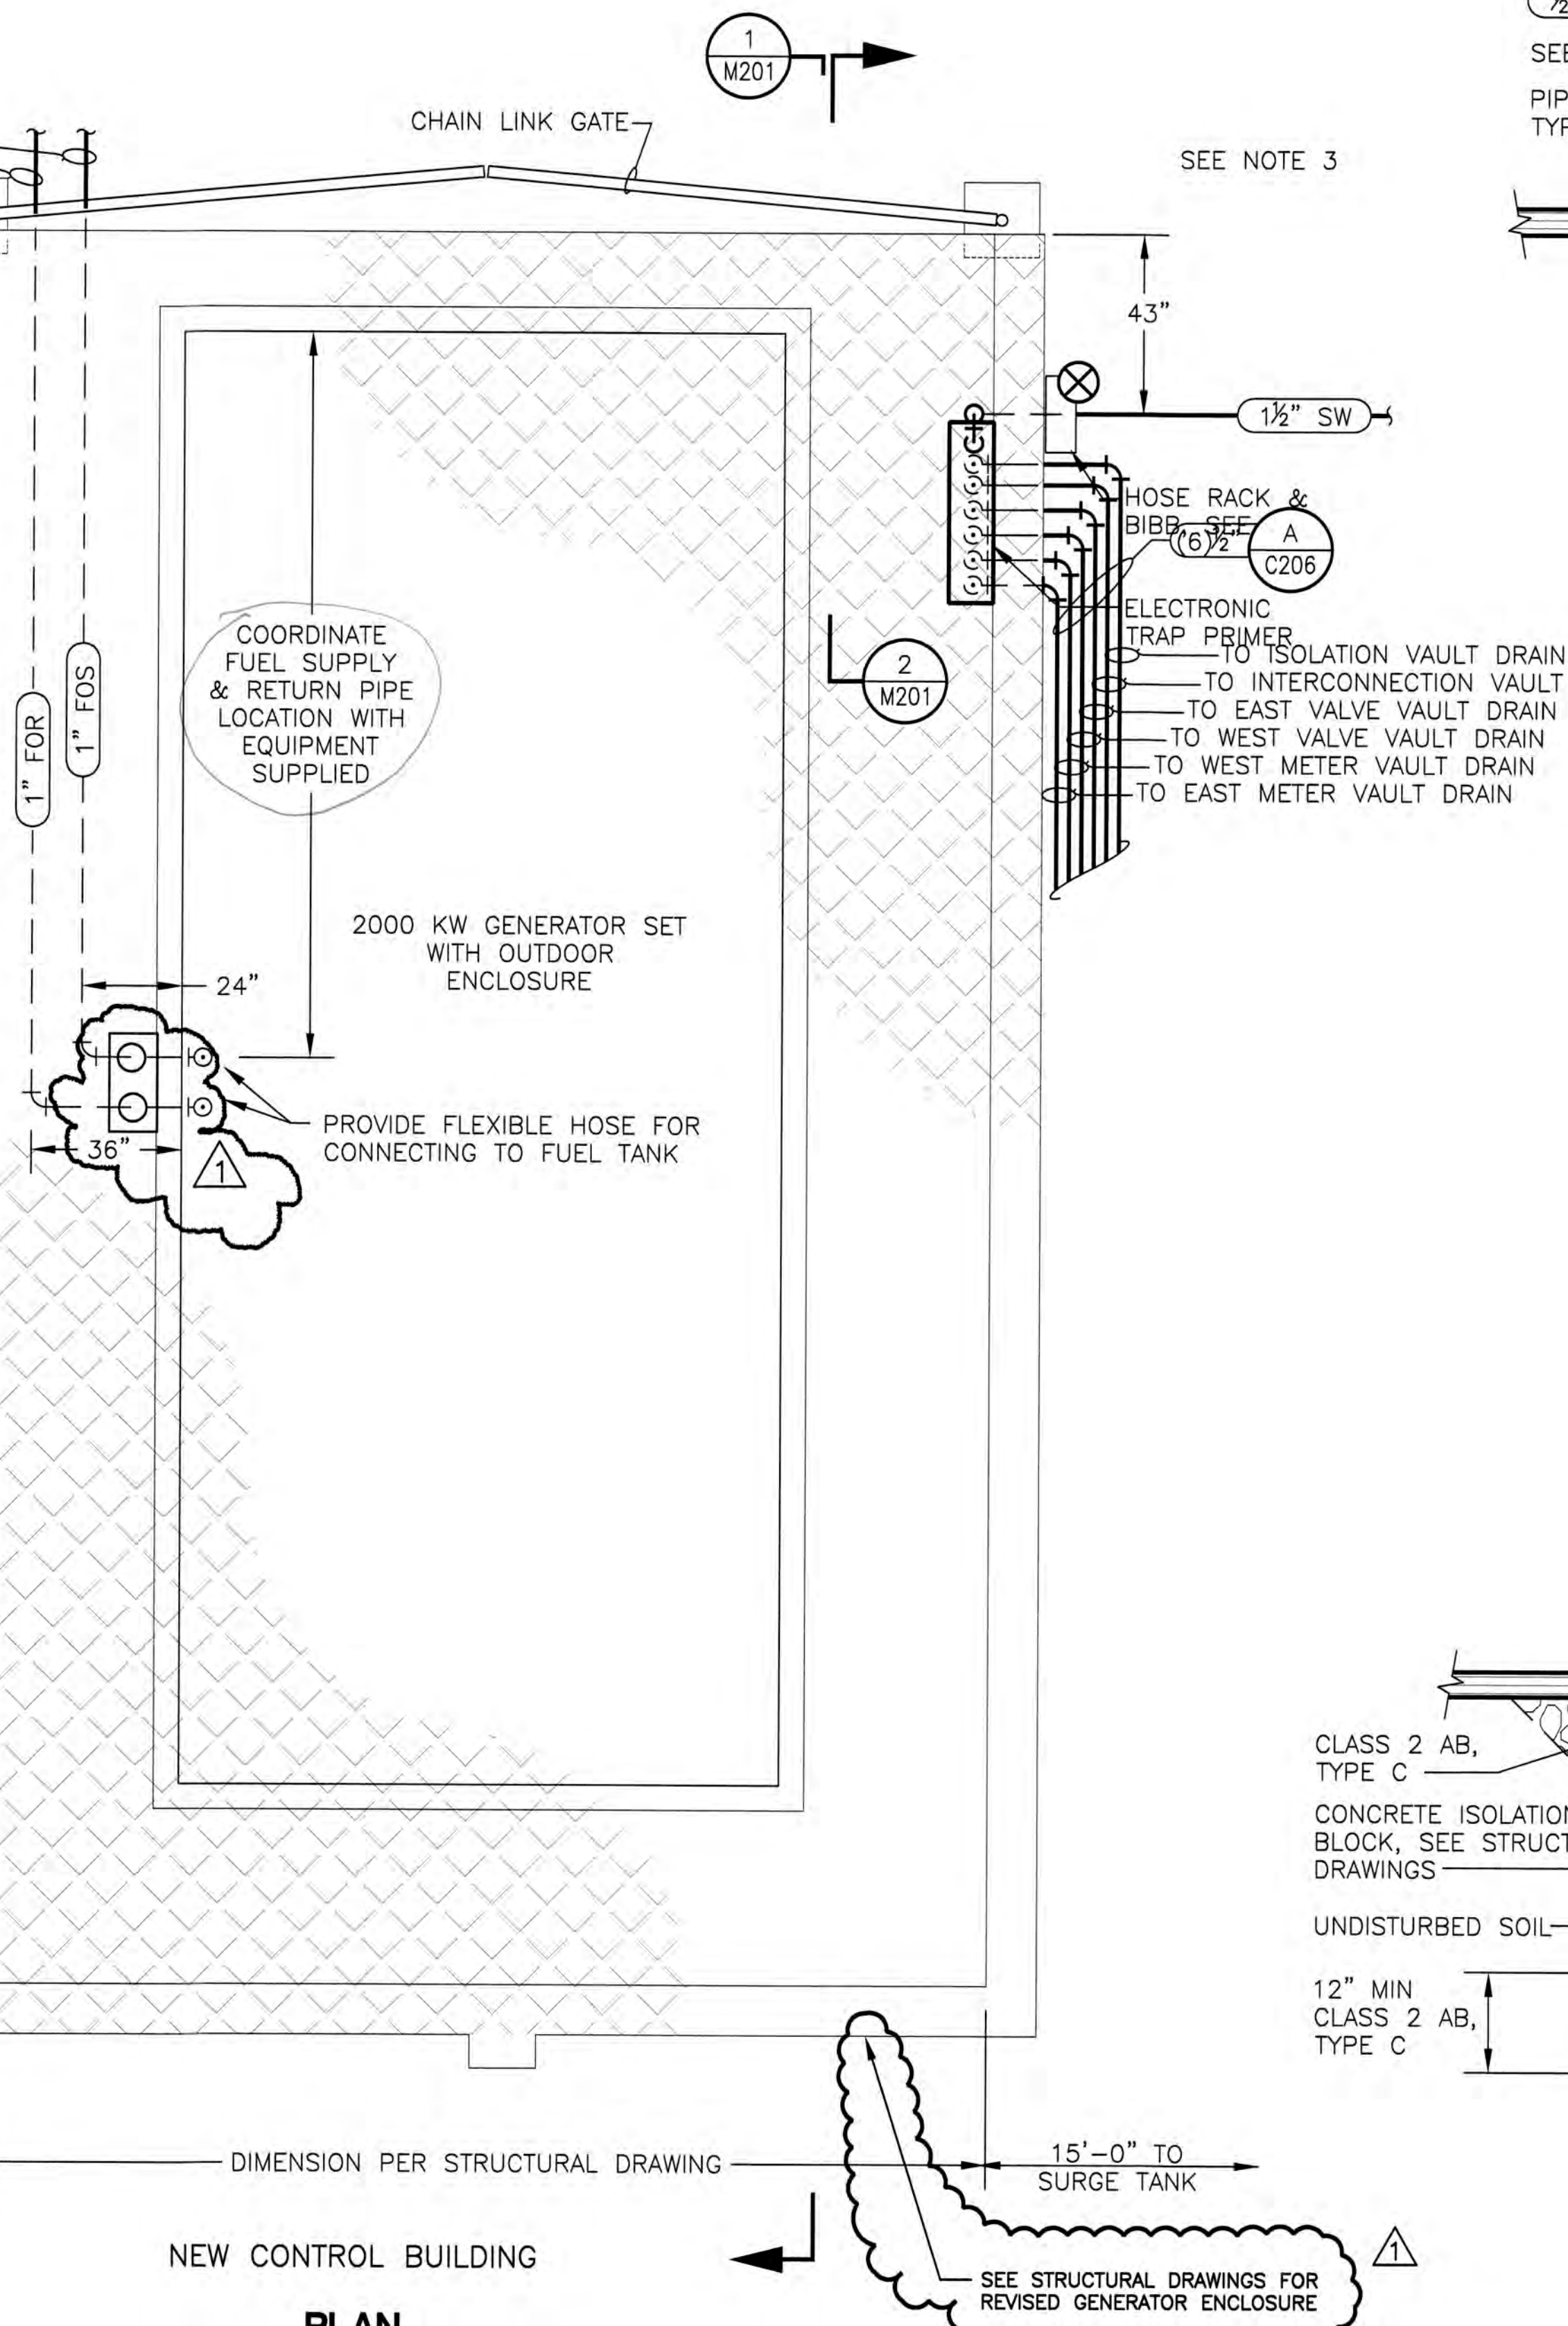 1
M201
CHAIN LINK GATE
SEE NOTE 3
43"
1½" SW
HOSE RACK &
BIBB, SEE
(6)½"
A
C206
ELECTRONIC
TRAP PRIMER
TO ISOLATION VAULT DRAIN
TO INTERCONNECTION VAULT
TO EAST VALVE VAULT DRAIN
TO WEST VALVE VAULT DRAIN
TO WEST METER VAULT DRAIN
TO EAST METER VAULT DRAIN
2
M201
COORDINATE
FUEL SUPPLY
& RETURN PIPE
LOCATION WITH
EQUIPMENT
SUPPLIED
1" FOR
1" FOS
2000 KW GENERATOR SET
WITH OUTDOOR
ENCLOSURE
24"
PROVIDE FLEXIBLE HOSE FOR
CONNECTING TO FUEL TANK
36"
1
CLASS 2 AB,
TYPE C
CONCRETE ISOLATION
BLOCK, SEE STRUCT
DRAWINGS
UNDISTURBED SOIL
12" MIN
CLASS 2 AB,
TYPE C
DIMENSION PER STRUCTURAL DRAWING
15'-0" TO
SURGE TANK
NEW CONTROL BUILDING
1
SEE STRUCTURAL DRAWINGS FOR
REVISED GENERATOR ENCLOSURE
PLAN